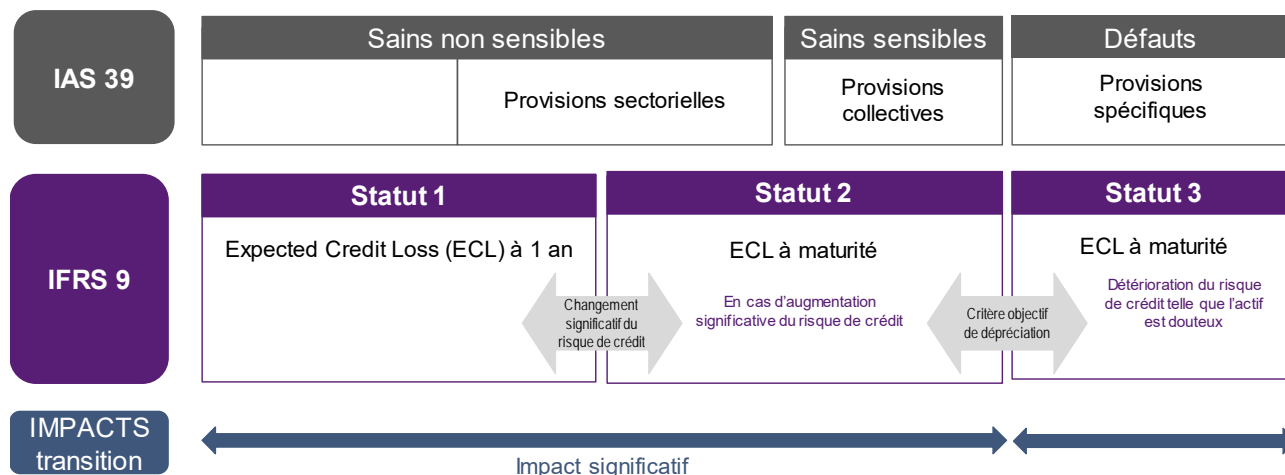 IAS 39
Sains non sensibles
Sains sensibles
Défauts
Provisions sectorielles
Provisions
collectives
Provisions
spécifiques
IFRS 9
Statut 1
Statut 2
Statut 3
Expected Credit Loss (ECL) à 1 an
ECL à maturité
ECL à maturité
Changement
significatif du
risque de crédit
En cas d'augmentation
significative du risque de crédit
Critère objectif
de dépréciation
Détérioration du risque
de crédit telle que l'actif
est douteux
IMPACTS
transition
Impact significatif